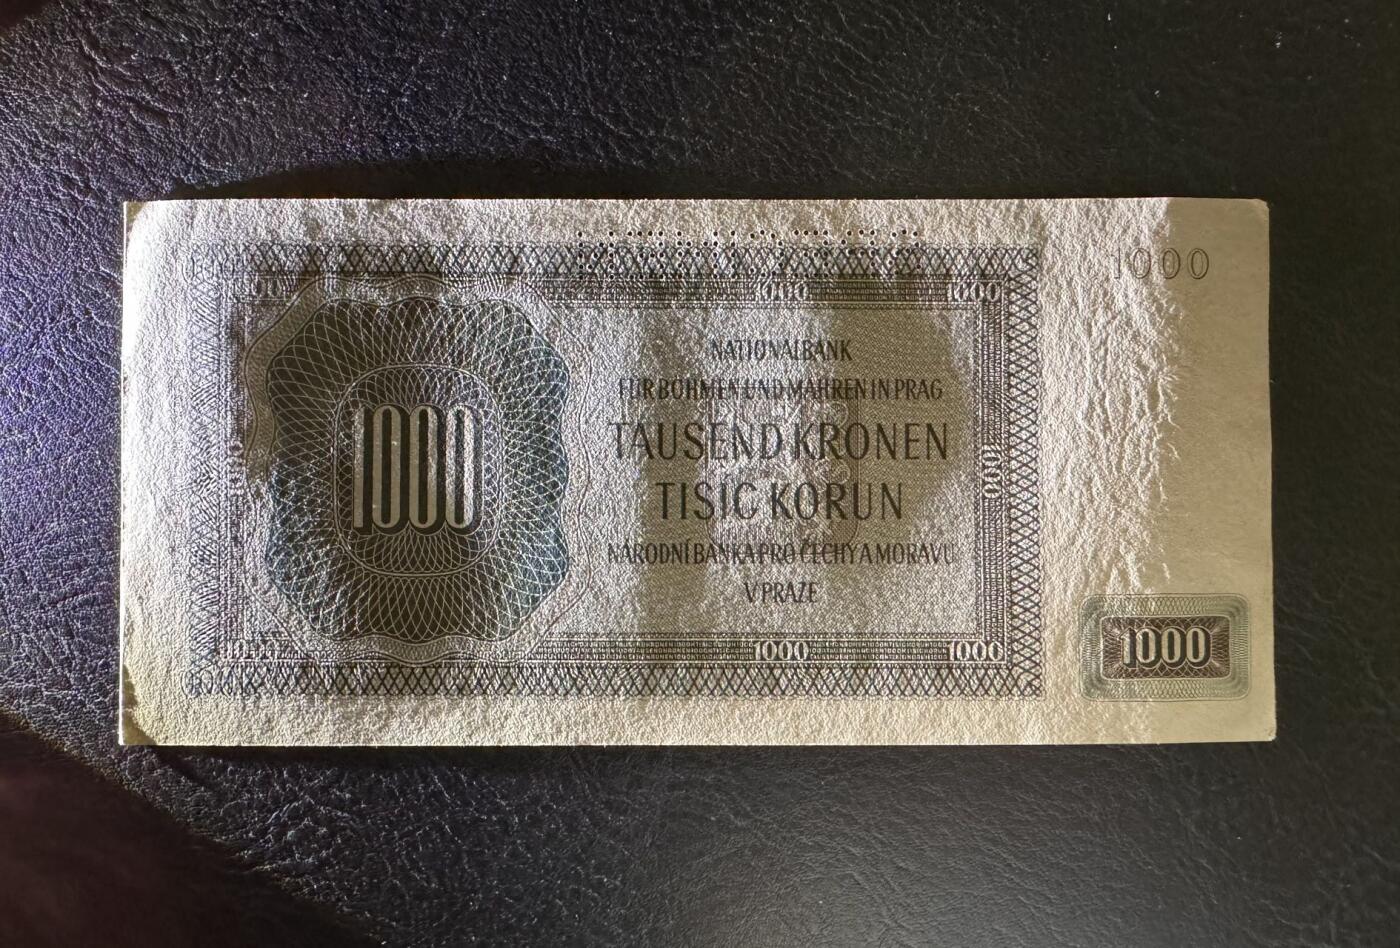 1000
1000 1000
NATIONALBANK
FÜR BÖHMEN UND MÄHREN IN PRAG
TAUSEND KRONEN
TISÍC KORUN
NÁRODNÍ BANKA PRO ČECHY A MORAVU
V PRAZE
1000
1000
1000 1000
1000